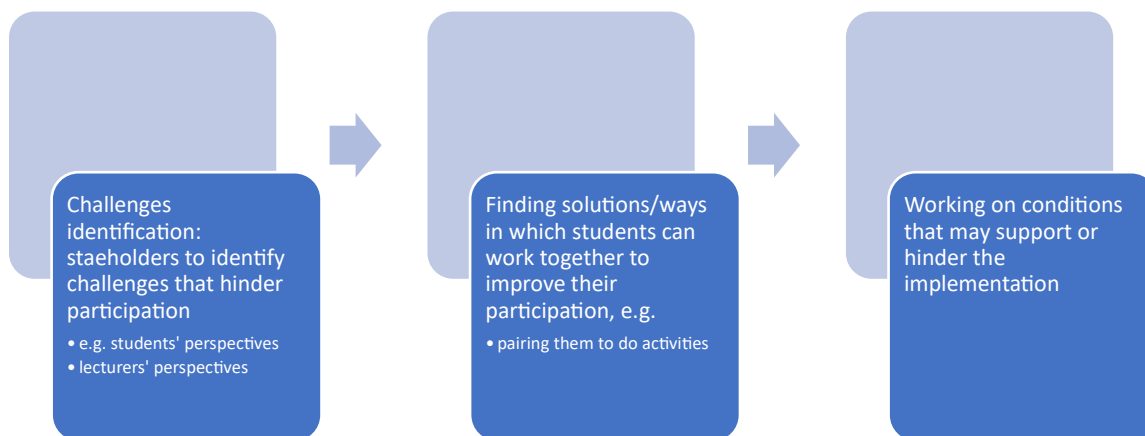 Challenges
identification:
staeholders to identify
challenges that hinder
participation
• e.g. students' perspectives
• lecturers' perspectives
Finding solutions/ways
in which students can
work together to
improve their
participation, e.g.
• pairing them to do activities
Working on conditions
that may support or
hinder the
implementation